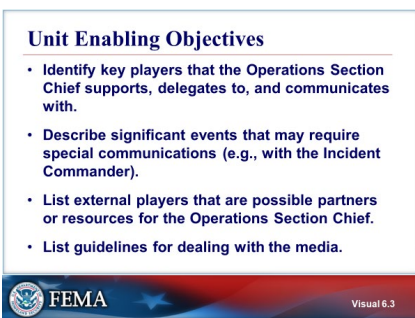 Unit Enabling Objectives
• Identify key players that the Operations Section
Chief supports, delegates to, and communicates
with.
• Describe significant events that may require
special communications (e.g., with the Incident
Commander).
• List external players that are possible partners
or resources for the Operations Section Chief.
• List guidelines for dealing with the media.
FEMA
Visual 6.3